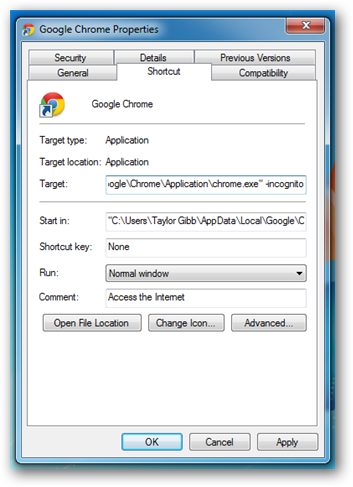 Google Chrome Properties
Security Details Previous Versions
General Shortcut Compatibility
Google Chrome
Target type: Application
Target location: Application
Target: ogle\Chrome\Application\chrome.exe" -incognito
Start in: "C:\Users\Taylor Gibb\AppData\Local\Google\C
Shortcut key: None
Run: Normal window
Comment: Access the Internet
Open File Location Change Icon... Advanced...
OK Cancel Apply